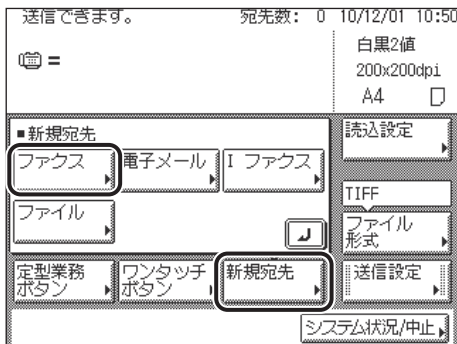 送信できます。 宛先数: 0 10/12/01 10:50
=
白黒2値
200x200dpi
A4
■新規宛先
ファクス 電子メール I ファクス
ファイル
読込設定
TIFF
ファイル
形式
定型業務
ボタン
ワンタッチ
ボタン
新規宛先
送信設定
システム状況/中止